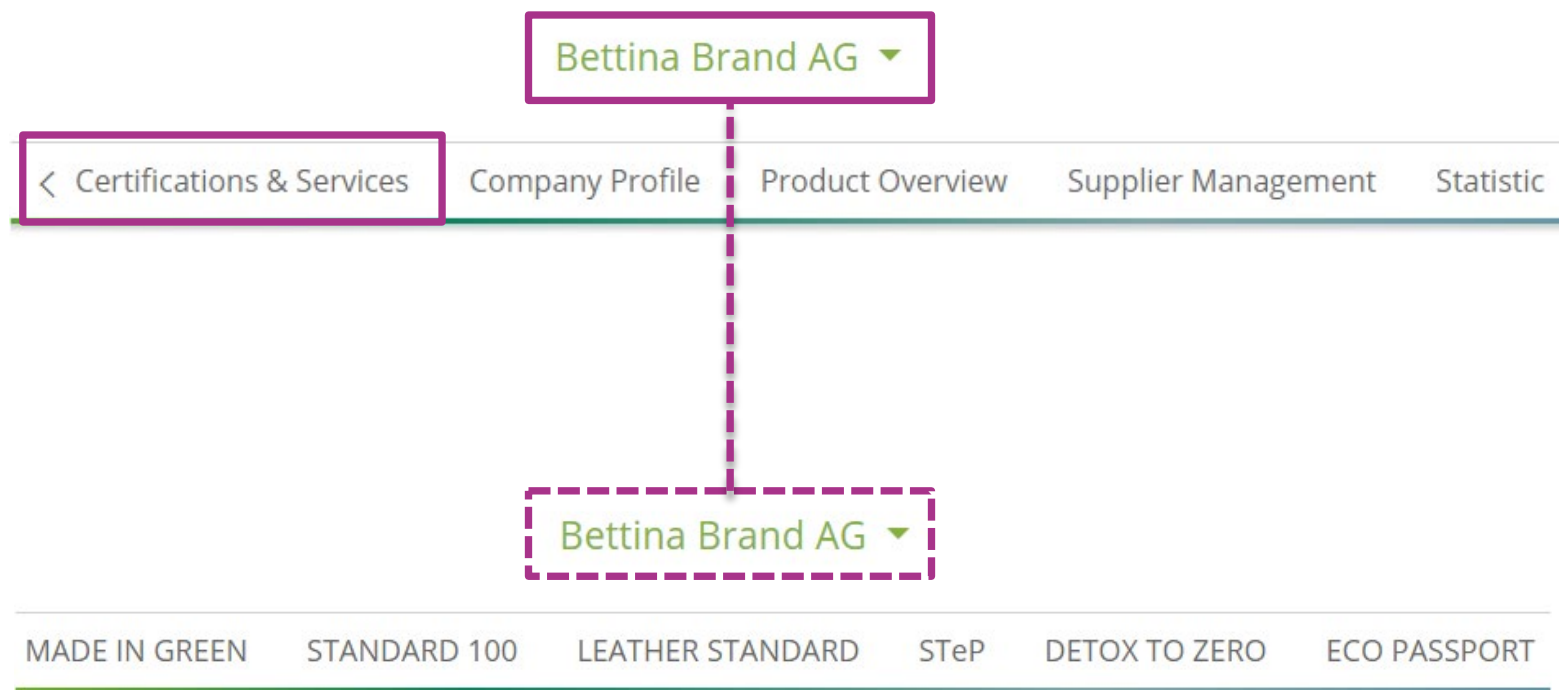 Bettina Brand AG
< Certifications & Services Company Profile Product Overview Supplier Management Statistic
Bettina Brand AG
MADE IN GREEN STANDARD 100 LEATHER STANDARD STeP DETOX TO ZERO ECO PASSPORT